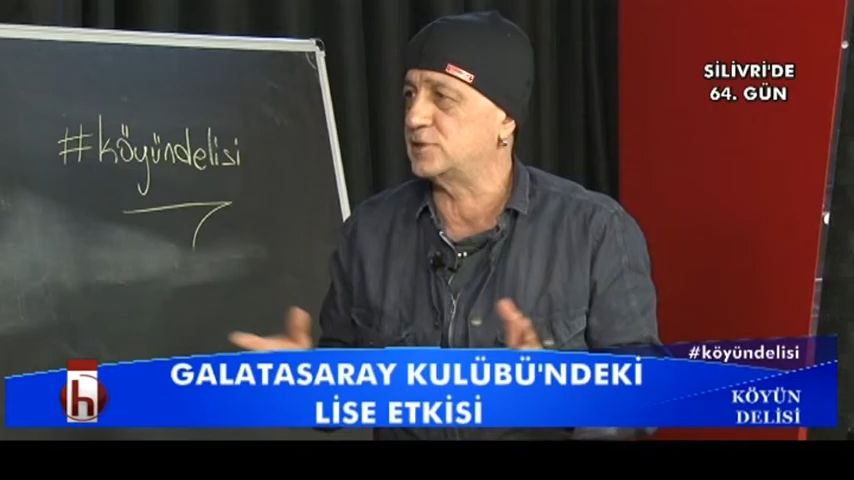 SİLİVRİ'DE
64. GÜN
#köyündelisi
#köyündelisi
GALATASARAY KULÜBÜ'NDEKİ
LİSE ETKİSİ
KÖYÜN
DELİSİ
h